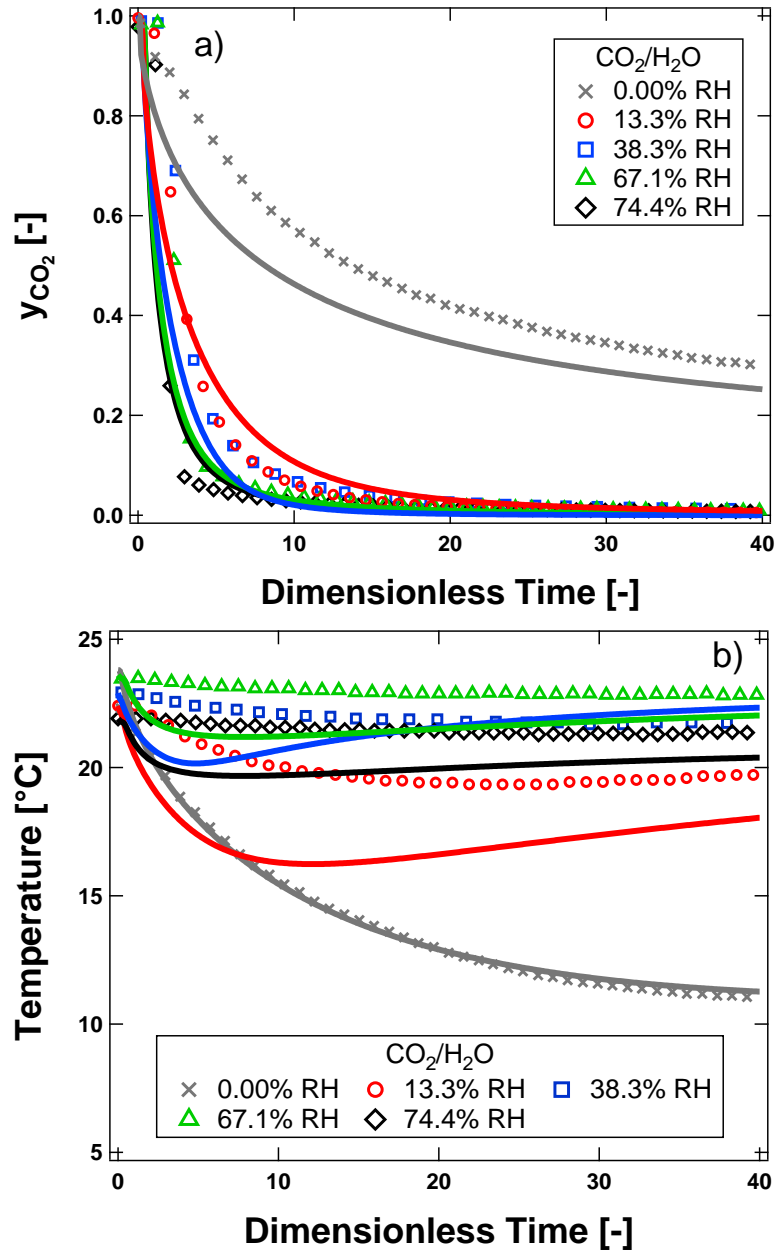 a)
CO2/H2O
0.00% RH
13.3% RH
38.3% RH
67.1% RH
74.4% RH
yCO2 [-]
1.0
0.8
0.6
0.4
0.2
0.0
0 10 20 30 40
Dimensionless Time [-]
b)
Temperature [°C]
25
20
15
10
5
CO2/H2O
0.00% RH 13.3% RH 38.3% RH
67.1% RH 74.4% RH
0 10 20 30 40
Dimensionless Time [-]